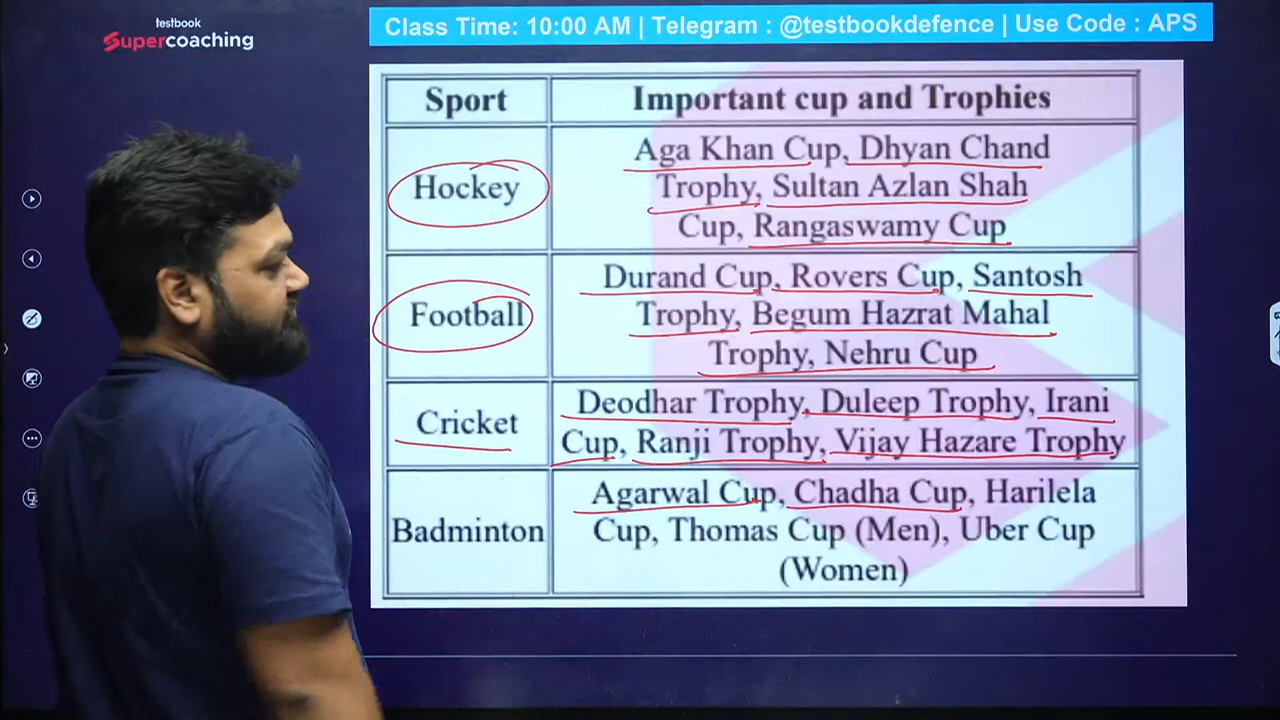 testbook
Supercoaching
Class Time: 10:00 AM | Telegram : @testbookdefence | Use Code : APS
Sport
Important cup and Trophies
Hockey
Aga Khan Cup, Dhyan Chand
Trophy, Sultan Azlan Shah
Cup, Rangaswamy Cup
Football
Durand Cup, Rovers Cup, Santosh
Trophy, Begum Hazrat Mahal
Trophy, Nehru Cup
Cricket
Deodhar Trophy, Duleep Trophy, Irani
Cup, Ranji Trophy, Vijay Hazare Trophy
Badminton
Agarwal Cup, Chadha Cup, Harilela
Cup, Thomas Cup (Men), Uber Cup
(Women)